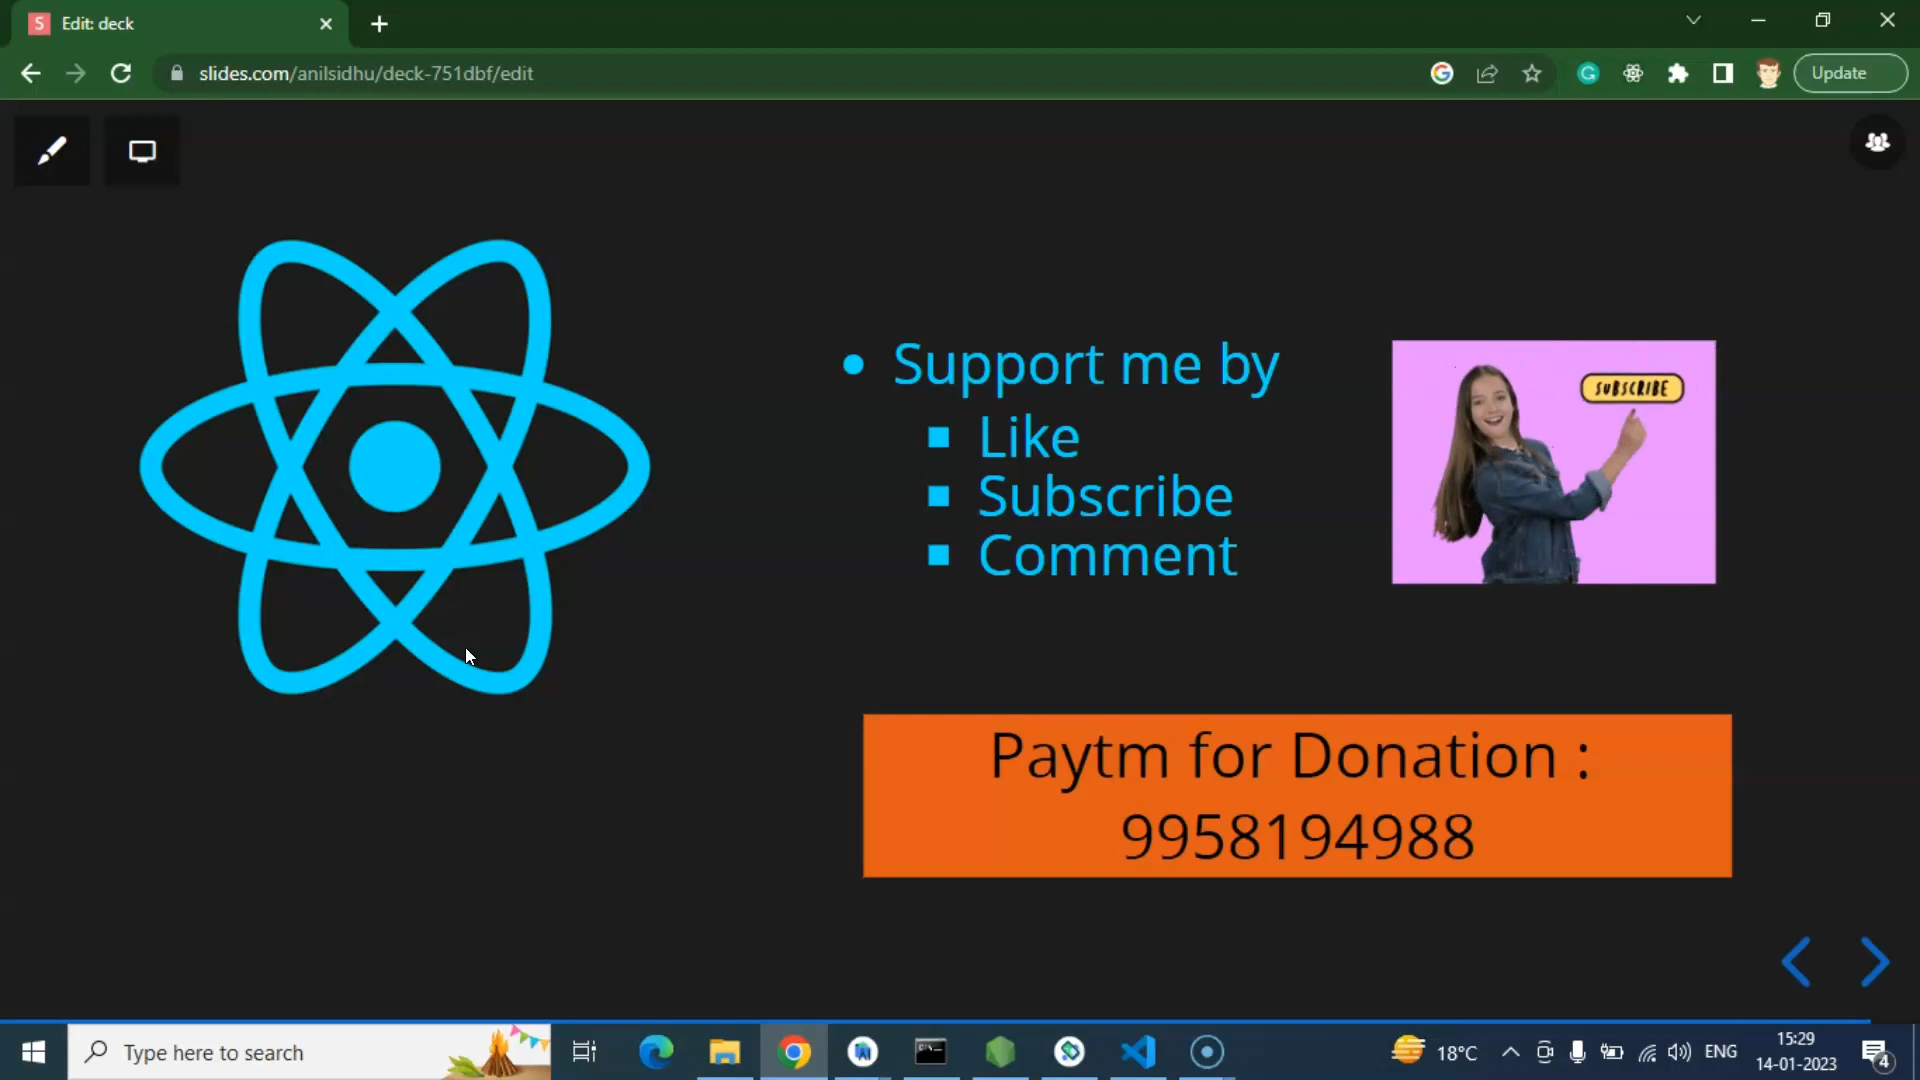 Edit: deck
slides.com/anilsidhu/deck-751dbf/edit
Update
Support me by
Like
Subscribe
Comment
SUBSCRIBE
Paytm for Donation :
9958194988
Type here to search
18°C
ENG
15:29
14-01-2023
4